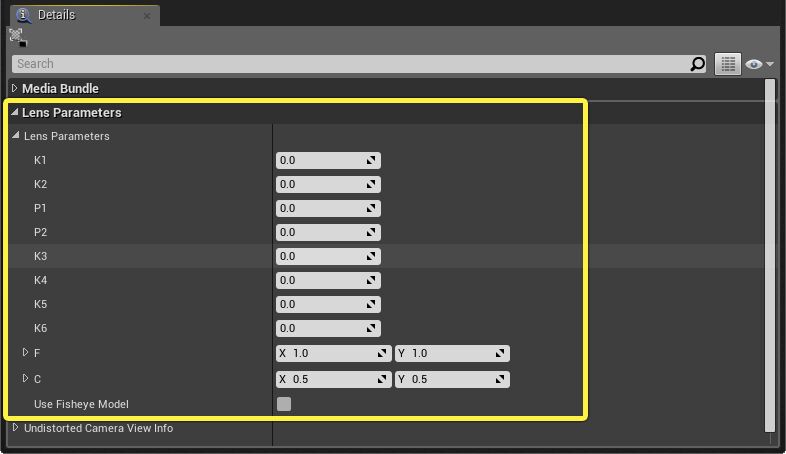 Details
Search
Media Bundle
Lens Parameters
Lens Parameters
K1 0.0
K2 0.0
P1 0.0
P2 0.0
K3 0.0
K4 0.0
K5 0.0
K6 0.0
F X 1.0 Y 1.0
C X 0.5 Y 0.5
Use Fisheye Model
Undistorted Camera View Info